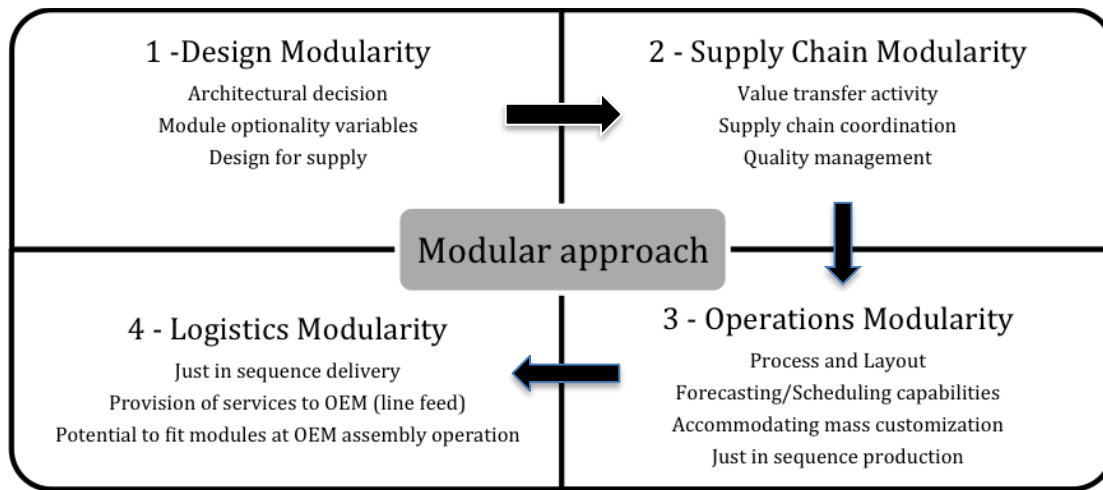 1 -Design Modularity
Architectural decision
Module optionality variables
Design for supply
2 - Supply Chain Modularity
Value transfer activity
Supply chain coordination
Quality management
Modular approach
4 - Logistics Modularity
Just in sequence delivery
Provision of services to OEM (line feed)
Potential to fit modules at OEM assembly operation
3 - Operations Modularity
Process and Layout
Forecasting/Scheduling capabilities
Accommodating mass customization
Just in sequence production